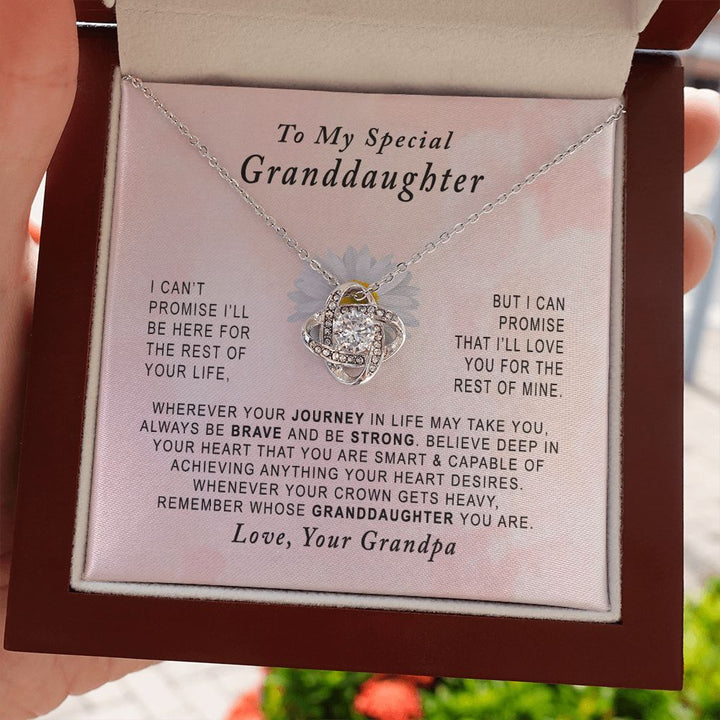 To My Special
Granddaughter
I CAN'T
PROMISE I'LL
BE HERE FOR
THE REST OF
YOUR LIFE,
BUT I CAN
PROMISE
THAT I'LL LOVE
YOU FOR THE
REST OF MINE.
WHEREVER YOUR JOURNEY IN LIFE MAY TAKE YOU,
ALWAYS BE BRAVE AND BE STRONG. BELIEVE DEEP IN
YOUR HEART THAT YOU ARE SMART & CAPABLE OF
ACHIEVING ANYTHING YOUR HEART DESIRES.
WHENEVER YOUR CROWN GETS HEAVY,
REMEMBER WHOSE GRANDDAUGHTER YOU ARE.
Love, Your Grandpa